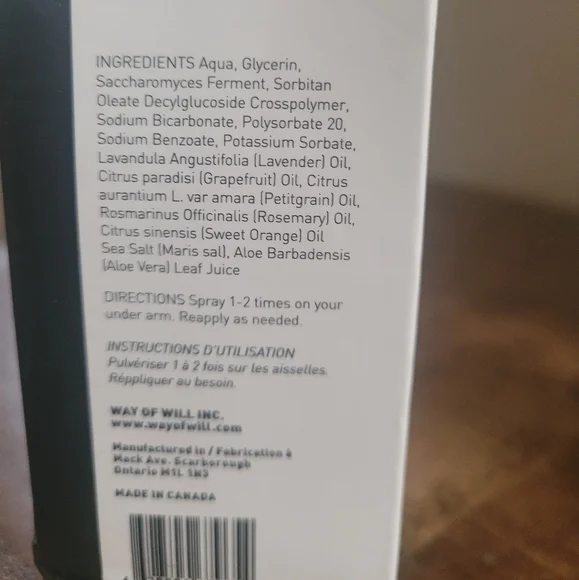 INGREDIENTS Aqua, Glycerin,
Saccharomyces Ferment, Sorbitan
Oleate Decylglucoside Crosspolymer,
Sodium Bicarbonate, Polysorbate 20,
Sodium Benzoate, Potassium Sorbate,
Lavandula Angustifolia (Lavender) Oil,
Citrus paradisi (Grapefruit) Oil, Citrus
aurantium L. var amara (Petitgrain) Oil,
Rosmarinus Officinalis (Rosemary) Oil,
Citrus sinensis (Sweet Orange) Oil
Sea Salt (Maris sal), Aloe Barbadensis
(Aloe Vera) Leaf Juice
DIRECTIONS Spray 1-2 times on your
under arm. Reapply as needed.
INSTRUCTIONS D'UTILISATION
Pulvériser 1 à 2 fois sur les aisselles.
Réppliquer au besoin.
WAY OF WILL INC.
www.wayofwill.com
Manufactured in / Fabrication à
Mack Ave. Scarborough
Ontario M1L 1M3
MADE IN CANADA